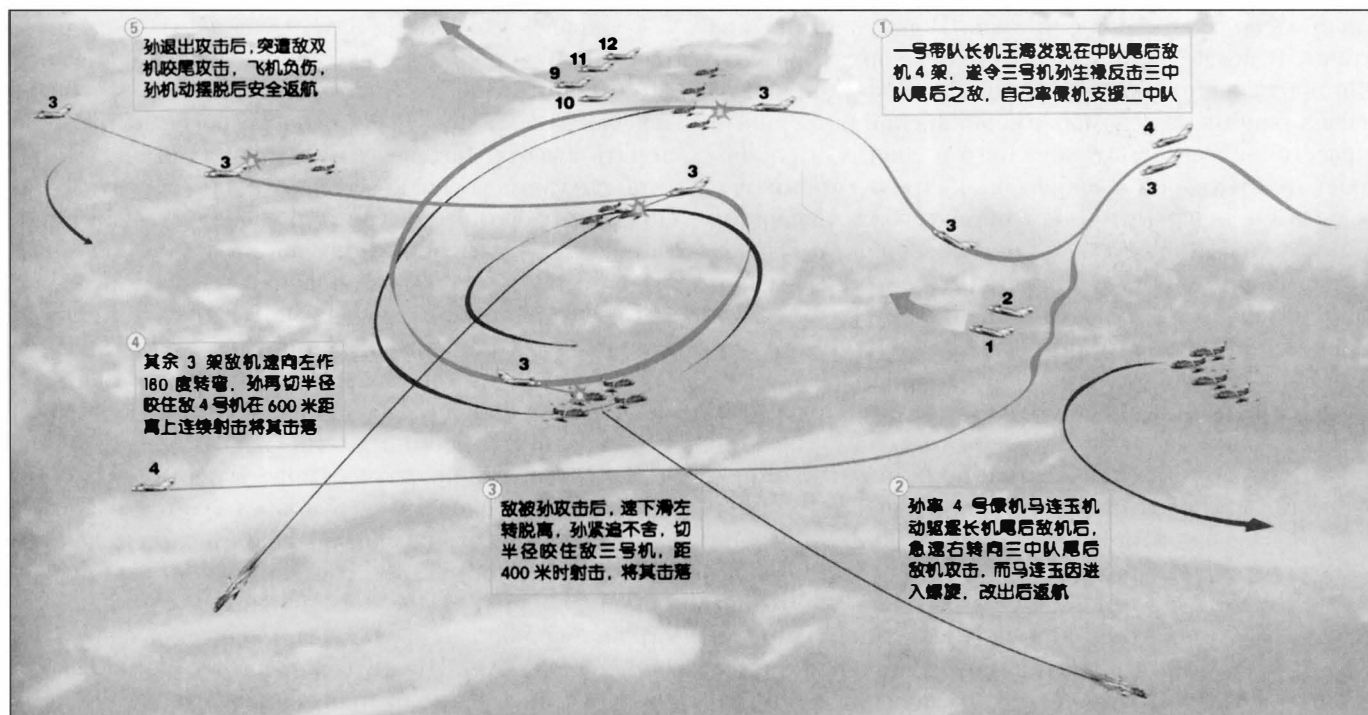 ①
一号带队长机王海发现在中队尾后敌
机 4 架，遂令三号机孙生禄反击三中
队尾后之敌，自己率僚机支援二中队
②
孙率 4 号僚机马连玉机
动驱逐长机尾后敌机后，
急速右转向三中队尾后
敌机攻击，而马连玉因进
入螺旋，改出后返航
③
敌被孙攻击后，速下滑左
转脱离，孙紧追不舍，切
半径咬住敌三号机，距
400 米时射击，将其击落
④
其余 3 架敌机速向左作
180 度转弯，孙再切半径
咬住敌 4 号机在 600 米距
离上连续射击将其击落
⑤
孙退出攻击后，突遭敌双
机咬尾攻击，飞机负伤，
孙机动摆脱后安全返航
12
11
9
10
3
4
3
3
3
3
3
2
1
3
4